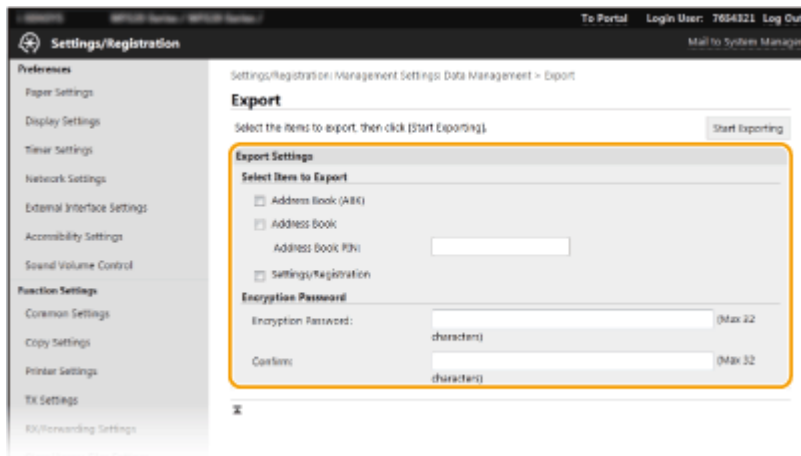 To Portal Login User: 7654321 Log Ou
Settings/Registration
Mail to System Manager
Preferences
Paper Settings
Display Settings
Timer Settings
Network Settings
External Interface Settings
Accessibility Settings
Sound Volume Control
Function Settings
Common Settings
Copy Settings
Printer Settings
TX Settings
RX/Forwarding Settings
Settings/Registration: Management Settings: Data Management > Export
Export
Select the items to export, then click [Start Exporting].
Start Exporting
Export Settings
Select Item to Export
Address Book (ABK)
Address Book
Address Book PIN:
Settings/Registration
Encryption Password
Encryption Password:
(Max 32
characters)
Confirm:
(Max 32
characters)